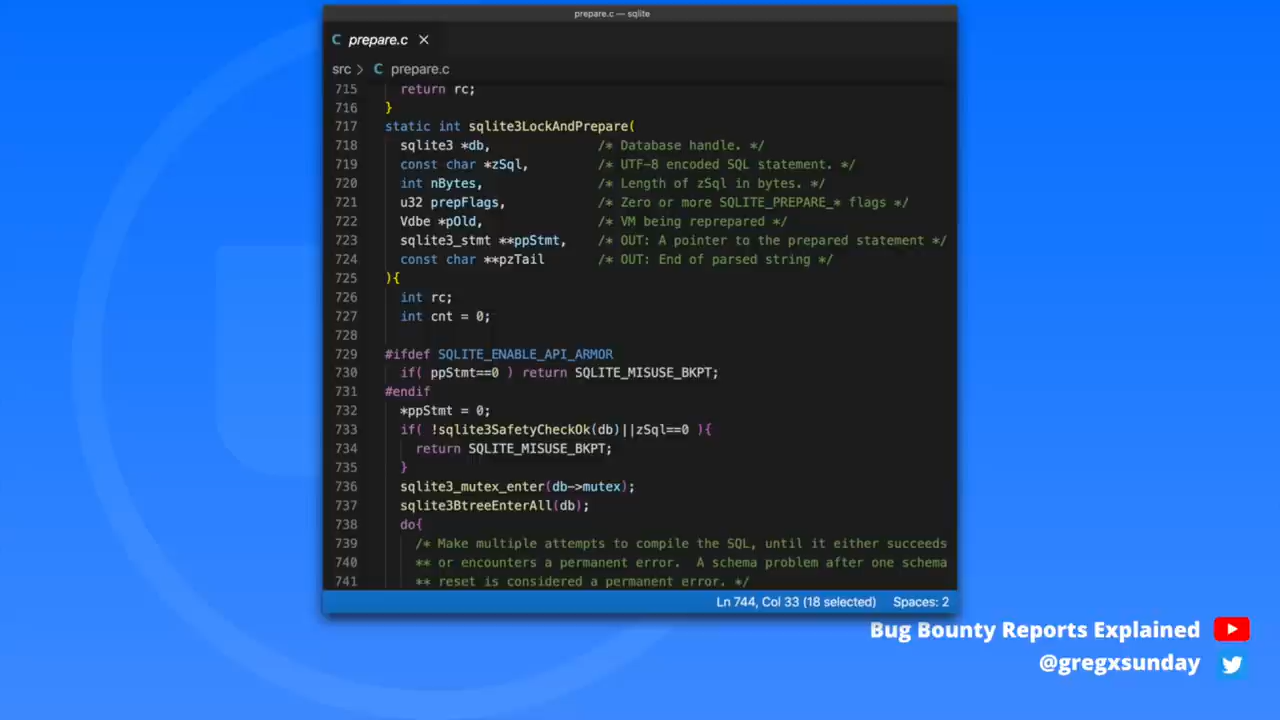 prepare.c — sqlite
C prepare.c ×
src > C prepare.c
715 return rc;
716 }
717 static int sqlite3LockAndPrepare(
718 sqlite3 *db, /* Database handle. */
719 const char *zSql, /* UTF-8 encoded SQL statement. */
720 int nBytes, /* Length of zSql in bytes. */
721 u32 prepFlags, /* Zero or more SQLITE_PREPARE_* flags */
722 Vdbe *pOld, /* VM being reprepared */
723 sqlite3_stmt **ppStmt, /* OUT: A pointer to the prepared statement */
724 const char **pzTail /* OUT: End of parsed string */
725 ){
726 int rc;
727 int cnt = 0;
728
729 #ifdef SQLITE_ENABLE_API_ARMOR
730 if( ppStmt==0 ) return SQLITE_MISUSE_BKPT;
731 #endif
732 *ppStmt = 0;
733 if( !sqlite3SafetyCheckOk(db)||zSql==0 ){
734 return SQLITE_MISUSE_BKPT;
735 }
736 sqlite3_mutex_enter(db->mutex);
737 sqlite3BtreeEnterAll(db);
738 do{
739 /* Make multiple attempts to compile the SQL, until it either succeeds
740 ** or encounters a permanent error.  A schema problem after one schema
741 ** reset is considered a permanent error. */
Ln 744, Col 33 (18 selected) Spaces: 2
Bug Bounty Reports Explained
@gregxsunday